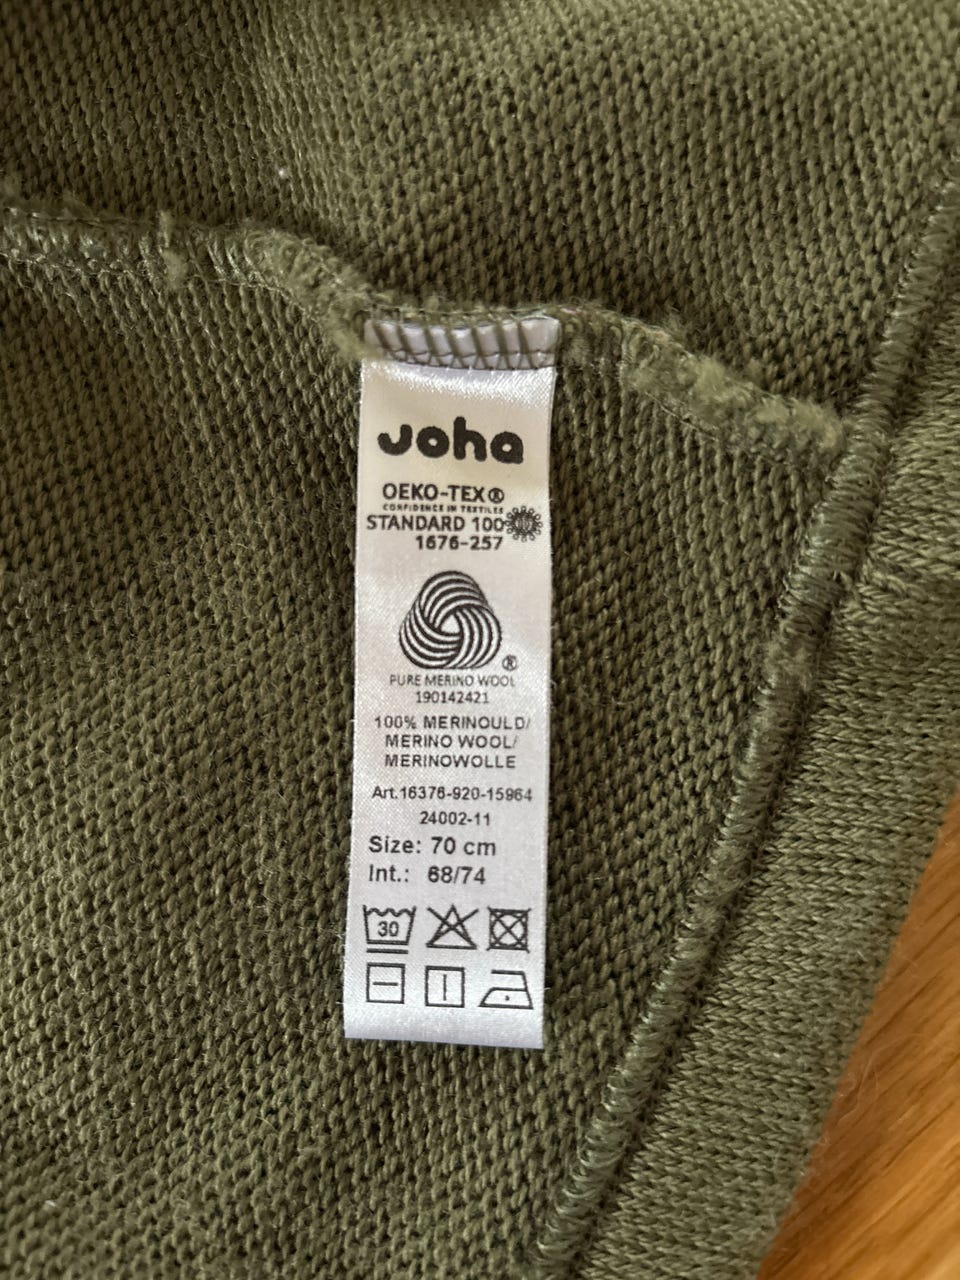 Joha
OEKO-TEX®
CONFIDENCE IN TEXTILES
STANDARD 100
1676-257
®
PURE MERINO WOOL
190142421
100% MERINOULD/
MERINO WOOL/
MERINOWOLLE
Art.16376-920-15964
24002-11
Size: 70 cm
Int.: 68/74
30